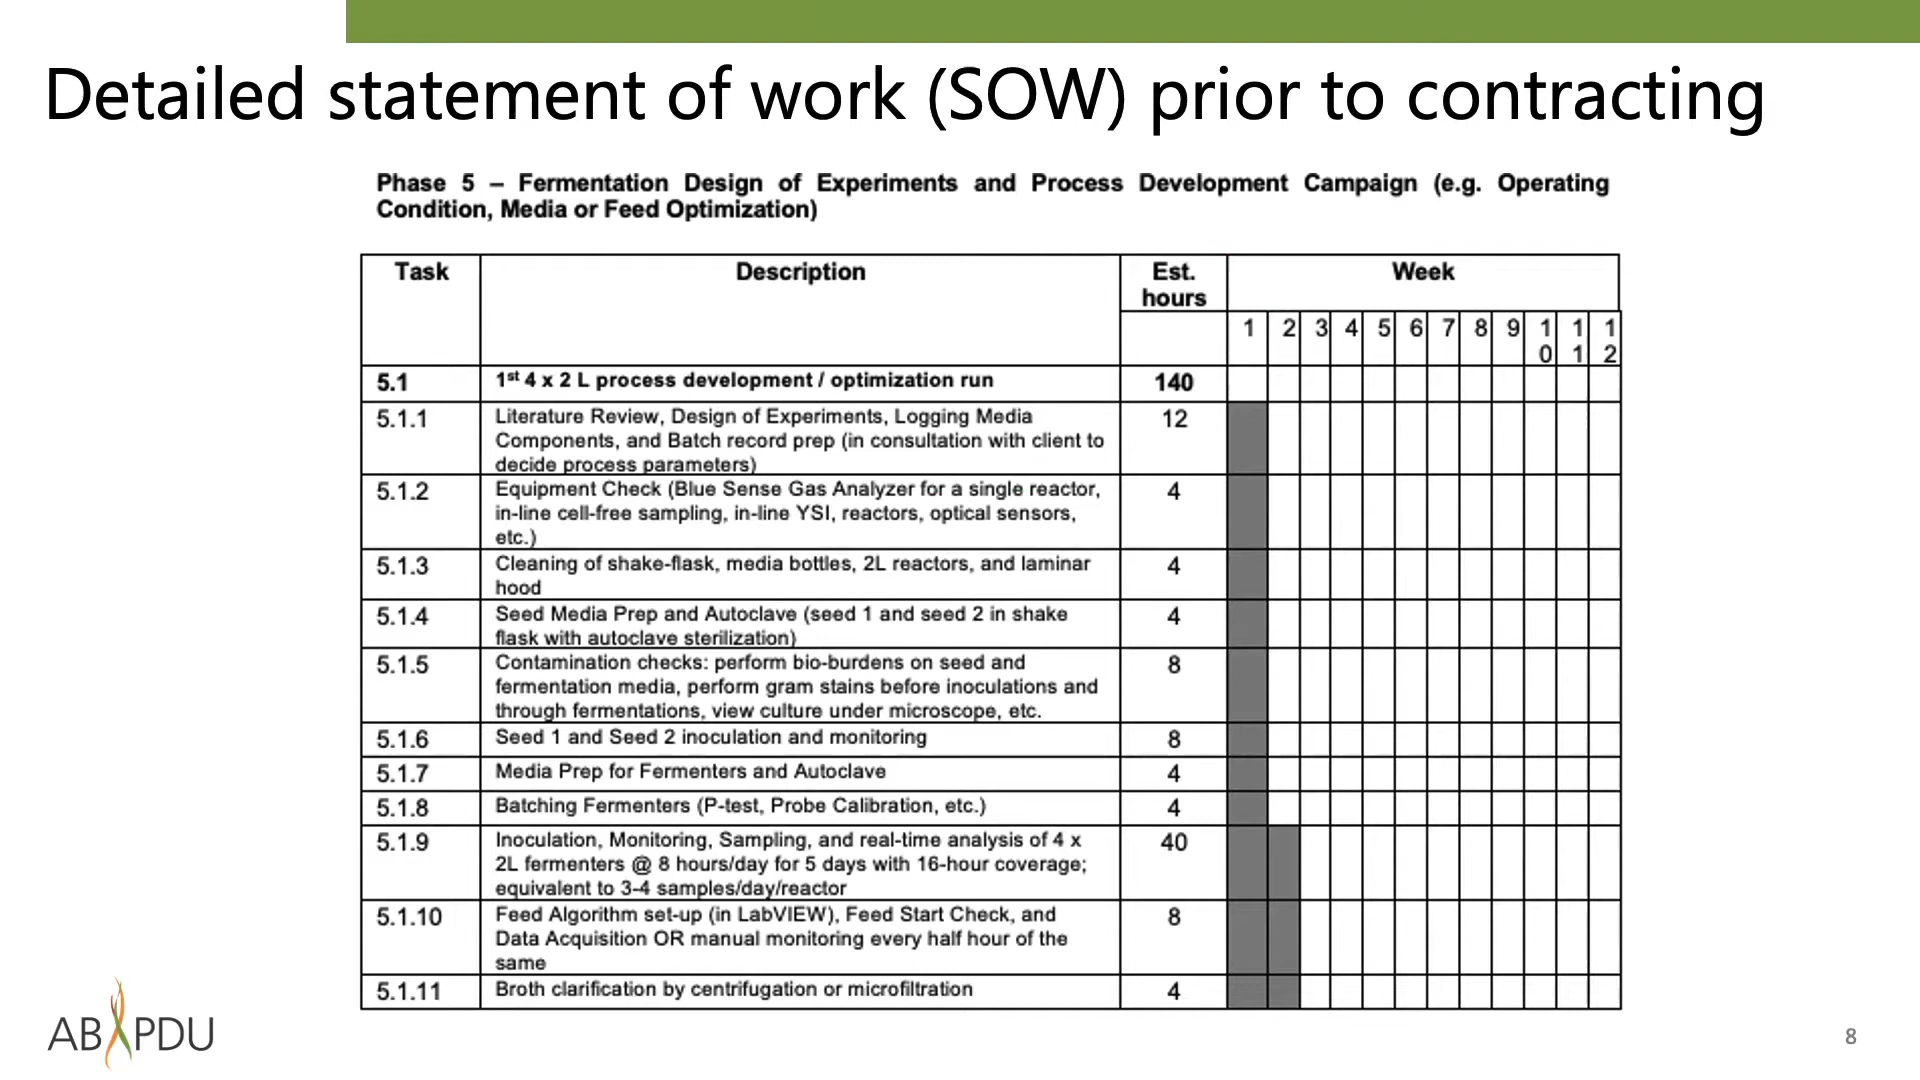 Detailed statement of work (SOW) prior to contracting
Phase 5 – Fermentation Design of Experiments and Process Development Campaign (e.g. Operating
Condition, Media or Feed Optimization)
Task Description Est. hours Week
1 2 3 4 5 6 7 8 9 10 11 12
5.1 1st 4 x 2 L process development / optimization run 140
5.1.1 Literature Review, Design of Experiments, Logging Media 12
Components, and Batch record prep (in consultation with client to
decide process parameters)
5.1.2 Equipment Check (Blue Sense Gas Analyzer for a single reactor, 4
in-line cell-free sampling, in-line YSI, reactors, optical sensors,
etc.)
5.1.3 Cleaning of shake-flask, media bottles, 2L reactors, and laminar 4
hood
5.1.4 Seed Media Prep and Autoclave (seed 1 and seed 2 in shake 4
flask with autoclave sterilization)
5.1.5 Contamination checks: perform bio-burdens on seed and 8
fermentation media, perform gram stains before inoculations and
through fermentations, view culture under microscope, etc.
5.1.6 Seed 1 and Seed 2 inoculation and monitoring 8
5.1.7 Media Prep for Fermenters and Autoclave 4
5.1.8 Batching Fermenters (P-test, Probe Calibration, etc.) 4
5.1.9 Inoculation, Monitoring, Sampling, and real-time analysis of 4 x 40
2L fermenters @ 8 hours/day for 5 days with 16-hour coverage;
equivalent to 3-4 samples/day/reactor
5.1.10 Feed Algorithm set-up (in LabVIEW), Feed Start Check, and 8
Data Acquisition OR manual monitoring every half hour of the
same
5.1.11 Broth clarification by centrifugation or microfiltration 4
AB PDU
8